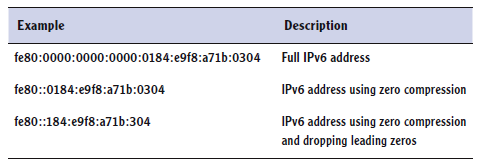 Example Description
fe80:0000:0000:0000:0184:e9f8:a71b:0304 Full IPv6 address
fe80::0184:e9f8:a71b:0304 IPv6 address using zero compression
fe80::184:e9f8:a71b:304 IPv6 address using zero compression
and dropping leading zeros